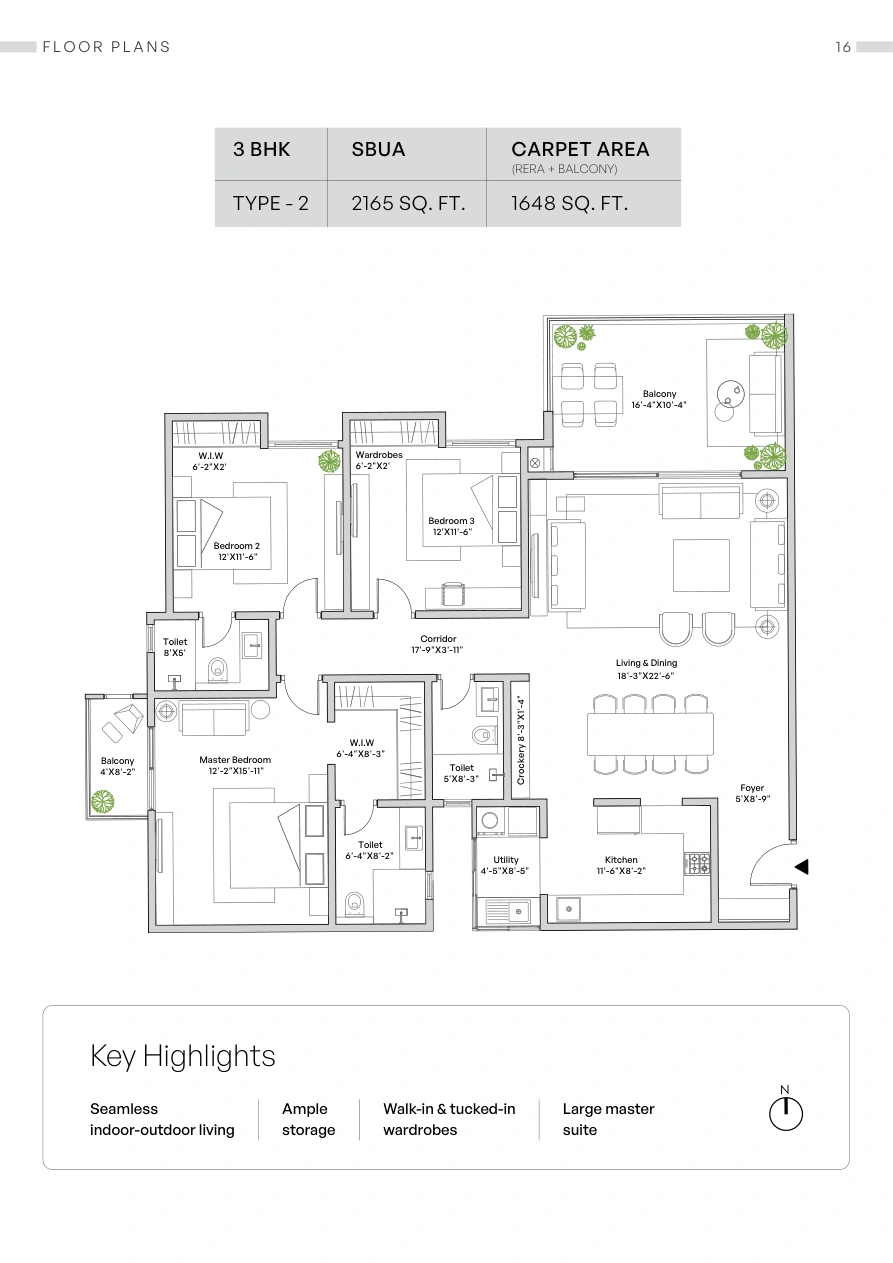 FLOOR PLANS
16
3 BHK
SBUA
CARPET AREA
(RERA + BALCONY)
TYPE - 2
2165 SQ. FT.
1648 SQ. FT.
Balcony
16'-4"X10'-4"
W.I.W
6'-2"X2'
Wardrobes
6'-2"X2'
Bedroom 3
12'X11'-6"
Bedroom 2
12'X11'-6"
Toilet
8'X5'
Corridor
17'-9"X3'-11"
Living & Dining
18'-3"X22'-6"
Crockery 8'-3"X1'-4"
W.I.W
6'-4"X8'-3"
Balcony
4'X8'-2"
Master Bedroom
12'-2"X15'-11"
Toilet
5'X8'-3"
Foyer
5'X8'-9"
Toilet
6'-4"X8'-2"
Utility
4'-5"X8'-5"
Kitchen
11'-6"X8'-2"
Key Highlights
Seamless
indoor-outdoor living
Ample
storage
Walk-in & tucked-in
wardrobes
Large master
suite
N